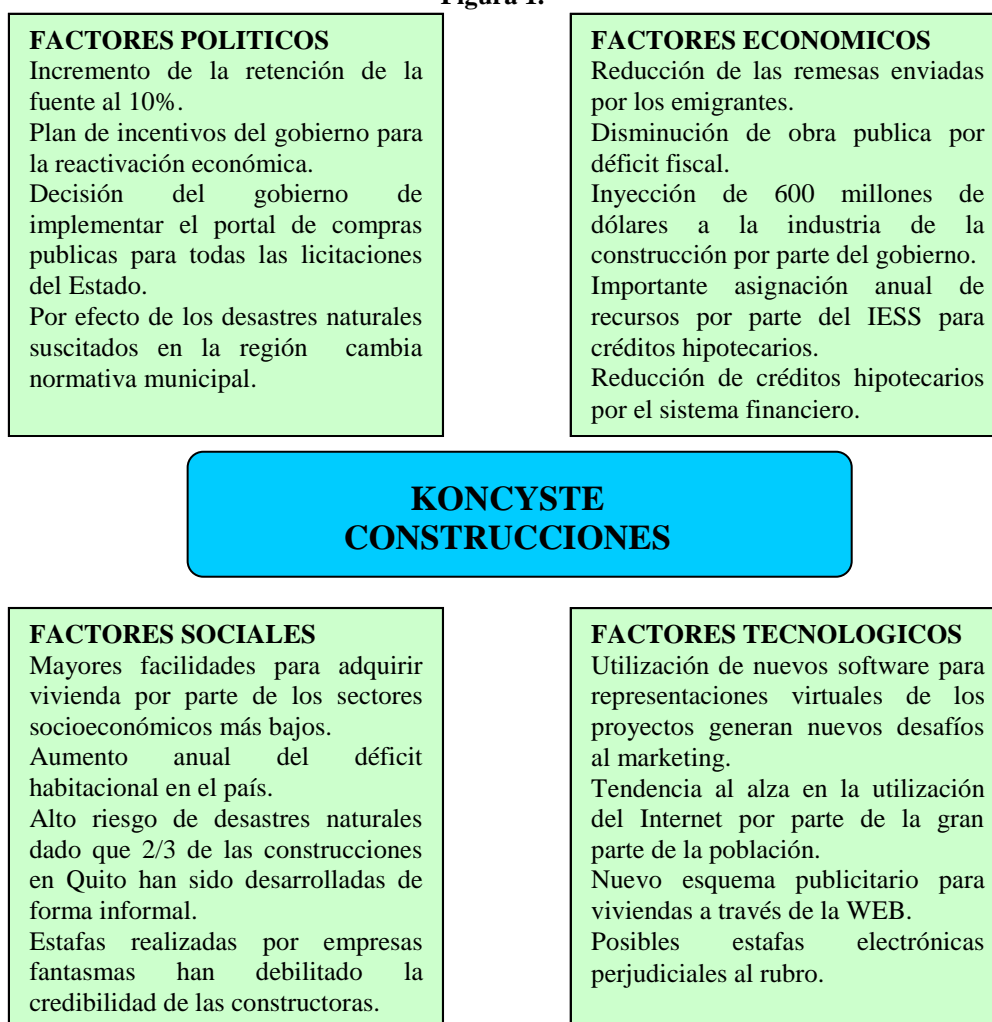 Figura 1.
FACTORES POLITICOS
Incremento de la retención de la
fuente al 10%.
Plan de incentivos del gobierno para
la reactivación económica.
Decisión del gobierno de
implementar el portal de compras
publicas para todas las licitaciones
del Estado.
Por efecto de los desastres naturales
suscitados en la región cambia
normativa municipal.
FACTORES ECONOMICOS
Reducción de las remesas enviadas
por los emigrantes.
Disminución de obra publica por
déficit fiscal.
Inyección de 600 millones de
dólares a la industria de la
construcción por parte del gobierno.
Importante asignación anual de
recursos por parte del IESS para
créditos hipotecarios.
Reducción de créditos hipotecarios
por el sistema financiero.
KONCYSTE
CONSTRUCCIONES
FACTORES SOCIALES
Mayores facilidades para adquirir
vivienda por parte de los sectores
socioeconómicos más bajos.
Aumento anual del déficit
habitacional en el país.
Alto riesgo de desastres naturales
dado que 2/3 de las construcciones
en Quito han sido desarrolladas de
forma informal.
Estafas realizadas por empresas
fantasmas han debilitado la
credibilidad de las constructoras.
FACTORES TECNOLOGICOS
Utilización de nuevos software para
representaciones virtuales de los
proyectos generan nuevos desafíos
al marketing.
Tendencia al alza en la utilización
del Internet por parte de la gran
parte de la población.
Nuevo esquema publicitario para
viviendas a través de la WEB.
Posibles estafas electrónicas
perjudiciales al rubro.